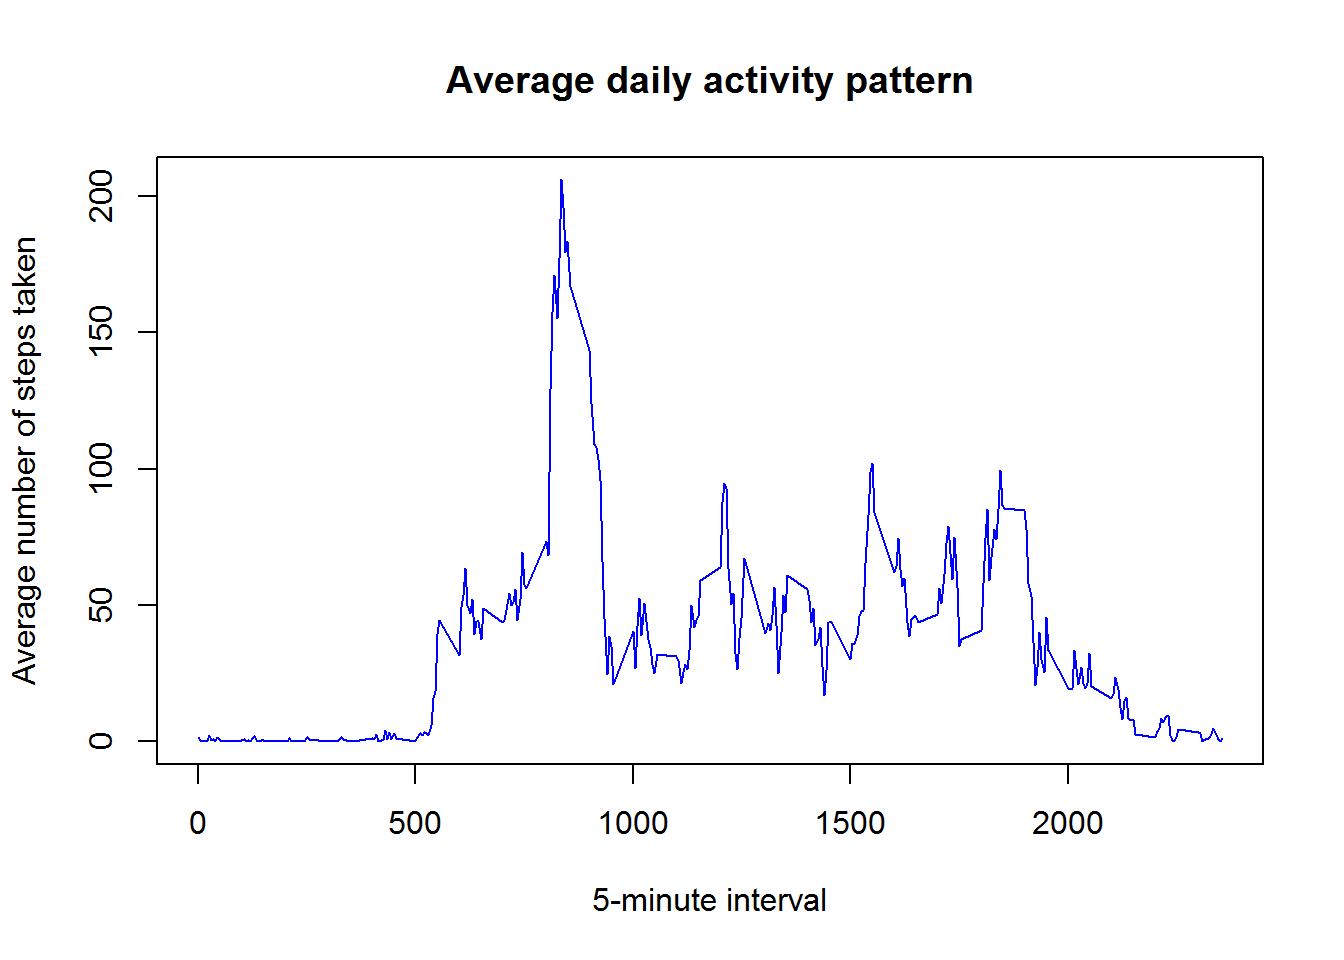 Average daily activity pattern
Average number of steps taken
200
150
100
50
0
0 500 1000 1500 2000
5-minute interval